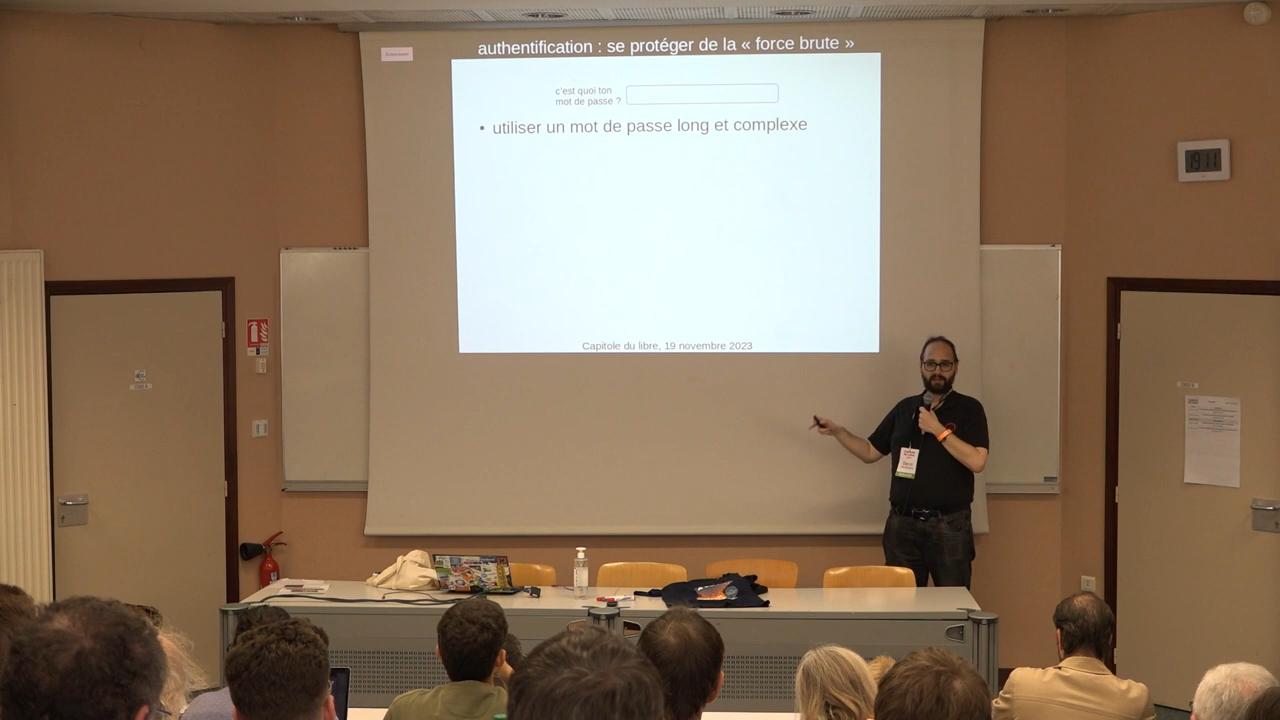 authentification : se protéger de la « force brute »
c'est quoi ton
mot de passe ?
• utiliser un mot de passe long et complexe
Capitole du libre, 19 novembre 2023
19 11